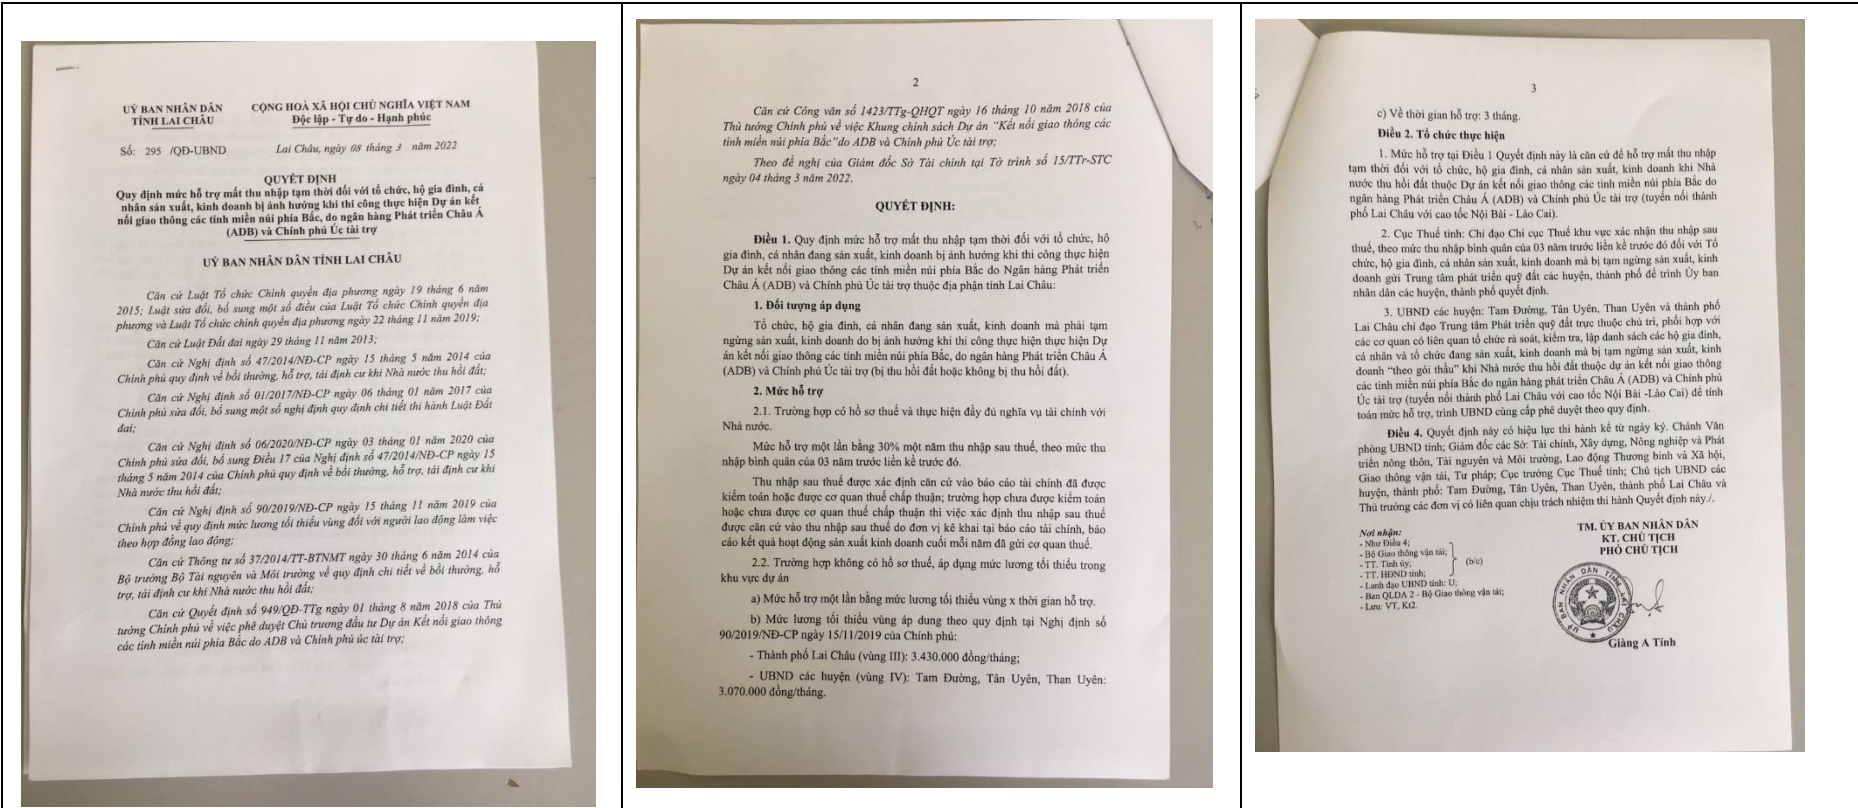 UỶ BAN NHÂN DÂN
TỈNH LAI CHÂU
CỘNG HOÀ XÃ HỘI CHỦ NGHĨA VIỆT NAM
Độc lập - Tự do - Hạnh phúc
Số: 295 /QĐ-UBND
Lai Châu, ngày 08 tháng 3 năm 2022
QUYẾT ĐỊNH
Quy định mức hỗ trợ mất thu nhập tạm thời đối với tổ chức, hộ gia đình, cá
nhân sản xuất, kinh doanh bị ảnh hưởng khi thi công thực hiện Dự án kết
nối giao thông các tỉnh miền núi phía Bắc, do ngân hàng Phát triển Châu Á
(ADB) và Chính phủ Úc tài trợ
UỶ BAN NHÂN DÂN TỈNH LAI CHÂU
Căn cứ Luật Tổ chức Chính quyền địa phương ngày 19 tháng 6 năm
2015; Luật sửa đổi, bổ sung một số điều của Luật Tổ chức Chính quyền địa
phương và Luật Tổ chức chính quyền địa phương ngày 22 tháng 11 năm 2019;
Căn cứ Luật Đất đai ngày 29 tháng 11 năm 2013;
Căn cứ Nghị định số 47/2014/NĐ-CP ngày 15 tháng 5 năm 2014 của
Chính phủ quy định về bồi thường, hỗ trợ, tái định cư khi Nhà nước thu hồi đất;
Căn cứ Nghị định số 01/2017/NĐ-CP ngày 06 tháng 01 năm 2017 của
Chính phủ sửa đổi, bổ sung một số nghị định quy định chi tiết thi hành Luật Đất
đai;
Căn cứ Nghị định số 06/2020/NĐ-CP ngày 03 tháng 01 năm 2020 của
Chính phủ sửa đổi, bổ sung Điều 17 của Nghị định số 47/2014/NĐ-CP ngày 15
tháng 5 năm 2014 của Chính phủ quy định về bồi thường, hỗ trợ, tái định cư khi
Nhà nước thu hồi đất;
Căn cứ Nghị định số 90/2019/NĐ-CP ngày 15 tháng 11 năm 2019 của
Chính phủ về quy định mức lương tối thiểu vùng đối với người lao động làm việc
theo hợp đồng lao động;
Căn cứ Thông tư số 37/2014/TT-BTNMT ngày 30 tháng 6 năm 2014 của
Bộ trưởng Bộ Tài nguyên và Môi trường về quy định chi tiết về bồi thường, hỗ
trợ, tái định cư khi Nhà nước thu hồi đất;
Căn cứ Quyết định số 949/QĐ-TTg ngày 01 tháng 8 năm 2018 của Thủ
tướng Chính phủ về việc phê duyệt Chủ trương đầu tư Dự án Kết nối giao thông
các tỉnh miền núi phía Bắc do ADB và Chính phủ úc tài trợ;
2
Căn cứ Công văn số 1423/TTg-QHQT ngày 16 tháng 10 năm 2018 của
Thủ tướng Chính phủ về việc Khung chính sách Dự án "Kết nối giao thông các
tỉnh miền núi phía Bắc"do ADB và Chính phủ Úc tài trợ;
Theo đề nghị của Giám đốc Sở Tài chính tại Tờ trình số 15/TTr-STC
ngày 04 tháng 3 năm 2022.
QUYẾT ĐỊNH:
Điều 1. Quy định mức hỗ trợ mất thu nhập tạm thời đối với tổ chức, hộ
gia đình, cá nhân đang sản xuất, kinh doanh bị ảnh hưởng khi thi công thực hiện
Dự án kết nối giao thông các tỉnh miền núi phía Bắc do Ngân hàng Phát triển
Châu Á (ADB) và Chính phủ Úc tài trợ thuộc địa phận tỉnh Lai Châu:
1. Đối tượng áp dụng
Tổ chức, hộ gia đình, cá nhân đang sản xuất, kinh doanh mà phải tạm
ngừng sản xuất, kinh doanh do bị ảnh hưởng khi thi công thực hiện thực hiện Dự
án kết nối giao thông các tỉnh miền núi phía Bắc, do ngân hàng Phát triển Châu Á
(ADB) và Chính phủ Úc tài trợ (bị thu hồi đất hoặc không bị thu hồi đất).
2. Mức hỗ trợ
2.1. Trường hợp có hồ sơ thuế và thực hiện đầy đủ nghĩa vụ tài chính với
Nhà nước.
Mức hỗ trợ một lần bằng 30% một năm thu nhập sau thuế, theo mức thu
nhập bình quân của 03 năm trước liền kề trước đó.
Thu nhập sau thuế được xác định căn cứ vào báo cáo tài chính đã được
kiểm toán hoặc được cơ quan thuế chấp thuận; trường hợp chưa được kiểm toán
hoặc chưa được cơ quan thuế chấp thuận thì việc xác định thu nhập sau thuế
được căn cứ vào thu nhập sau thuế do đơn vị kê khai tại báo cáo tài chính, báo
cáo kết quả hoạt động sản xuất kinh doanh cuối mỗi năm đã gửi cơ quan thuế.
2.2. Trường hợp không có hồ sơ thuế, áp dụng mức lương tối thiểu trong
khu vực dự án
a) Mức hỗ trợ một lần bằng mức lương tối thiểu vùng x thời gian hỗ trợ.
b) Mức lương tối thiểu vùng áp dung theo quy định tại Nghị định số
90/2019/NĐ-CP ngày 15/11/2019 của Chính phủ:
- Thành phố Lai Châu (vùng III): 3.430.000 đồng/tháng;
- UBND các huyện (vùng IV): Tam Đường, Tân Uyên, Than Uyên:
3.070.000 đồng/tháng.
3
c) Về thời gian hỗ trợ: 3 tháng.
Điều 2. Tổ chức thực hiện
1. Mức hỗ trợ tại Điều 1 Quyết định này là căn cứ để hỗ trợ mất thu nhập
tạm thời đối với tổ chức, hộ gia đình, cá nhân sản xuất, kinh doanh khi Nhà
nước thu hồi đất thuộc Dự án kết nối giao thông các tỉnh miền núi phía Bắc do
ngân hàng Phát triển Châu Á (ADB) và Chính phủ Úc tài trợ (tuyến nối thành
phố Lai Châu với cao tốc Nội Bài - Lào Cai).
2. Cục Thuế tỉnh: Chỉ đạo Chi cục Thuế khu vực xác nhận thu nhập sau
thuế, theo mức thu nhập bình quân của 03 năm trước liền kề trước đó đối với Tổ
chức, hộ gia đình, cá nhân sản xuất, kinh doanh mà bị tạm ngừng sản xuất, kinh
doanh gửi Trung tâm phát triển quỹ đất các huyện, thành phố để trình Ủy ban
nhân dân các huyện, thành phố quyết định.
3. UBND các huyện: Tam Đường, Tân Uyên, Than Uyên và thành phố
Lai Châu chỉ đạo Trung tâm Phát triển quỹ đất trực thuộc chủ trì, phối hợp với
các cơ quan có liên quan tổ chức rà soát, kiểm tra, lập danh sách các hộ gia đình,
cá nhân và tổ chức đang sản xuất, kinh doanh mà bị tạm ngừng sản xuất, kinh
doanh "theo gói thầu" khi Nhà nước thu hồi đất thuộc dự án kết nối giao thông
các tỉnh miền núi phía Bắc do ngân hàng phát triển Châu Á (ADB) và Chính phủ
Úc tài trợ (tuyến nối thành phố Lai Châu với cao tốc Nội Bài -Lào Cai) để tính
toán mức hỗ trợ, trình UBND cùng cấp phê duyệt theo quy định.
Điều 4. Quyết định này có hiệu lực thi hành kể từ ngày ký. Chánh Văn
phòng UBND tỉnh; Giám đốc các Sở: Tài chính, Xây dựng, Nông nghiệp và Phát
triển nông thôn, Tài nguyên và Môi trường, Lao động Thương binh và Xã hội,
Giao thông vận tải, Tư pháp; Cục trưởng Cục Thuế tỉnh; Chủ tịch UBND các
huyện, thành phố: Tam Đường, Tân Uyên, Than Uyên, thành phố Lai Châu và
Thủ trưởng các đơn vị có liên quan chịu trách nhiệm thi hành Quyết định này./.
Nơi nhận:
- Như Điều 4;
- Bộ Giao thông vận tải;
- TT. Tỉnh ủy;
- TT. HĐND tỉnh;
(b/c)
- Lãnh đạo UBND tỉnh: U;
- Ban QLDA 2 - Bộ Giao thông vận tải;
- Lưu: VT, Kt2.
TM. ỦY BAN NHÂN DÂN
KT. CHỦ TỊCH
PHÓ CHỦ TỊCH
UỶ BAN NHÂN DÂN TỈNH LAI CHÂU
Giàng A Tính